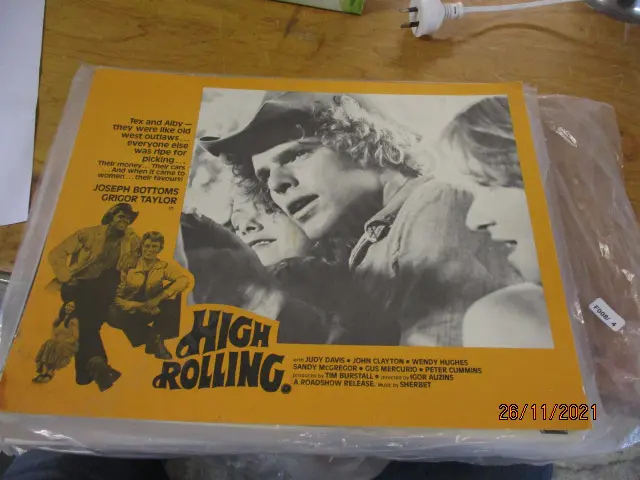 Tex and Alby —
they were like old
west outlaws...
everyone else
was ripe for
picking...
Their money... Their cars
...And when it came to
women... their favours!
JOSEPH BOTTOMS
GRIGOR TAYLOR
in
HIGH
ROLLING.
with JUDY DAVIS • JOHN CLAYTON • WENDY HUGHES
SANDY McGREGOR • GUS MERCURIO • PETER CUMMINS
produced by TIM BURSTALL • directed by IGOR AUZINS
A ROADSHOW RELEASE. Music by SHERBET
F008/ 4
26/11/2021